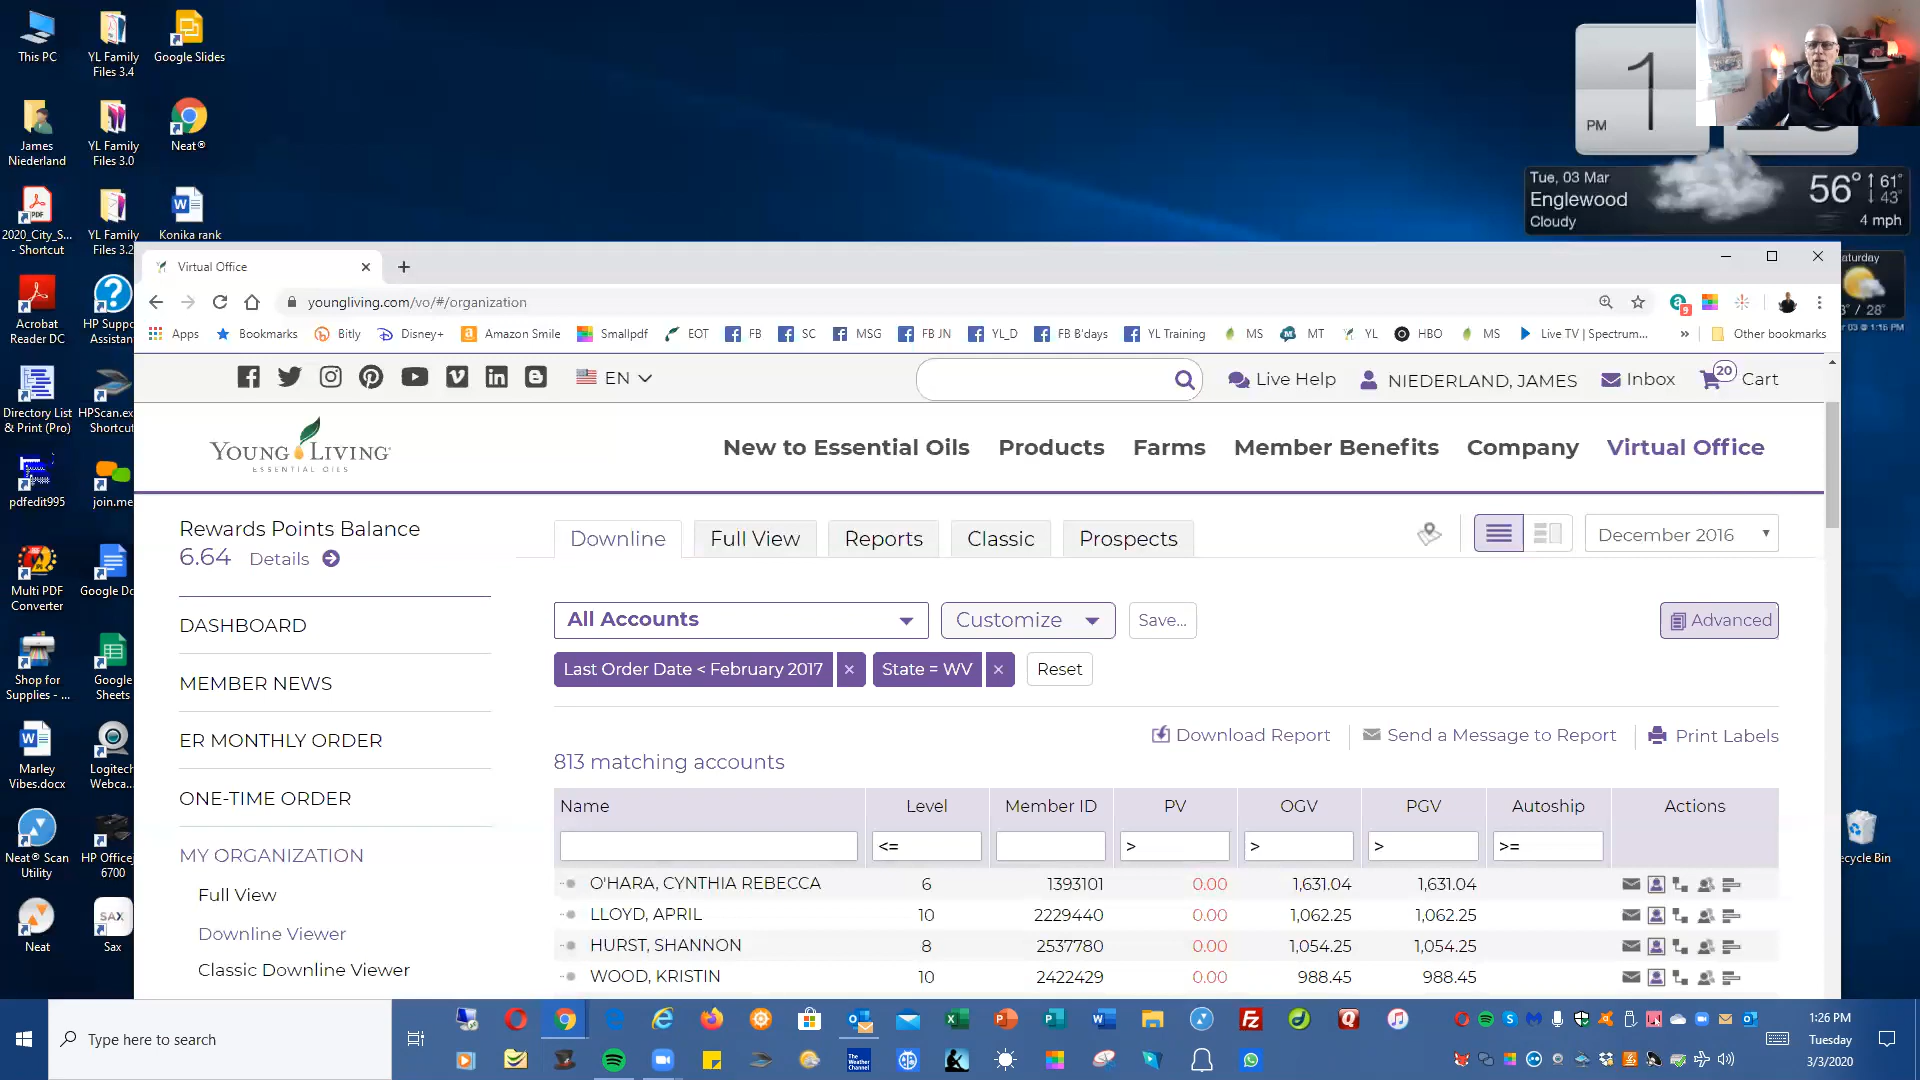 This PC
YL Family
Files 3.4
Google Slides
James
Niederland
YL Family
Files 3.0
Neat®
2020_City_S...
- Shortcut
YL Family
Files 3.2
Konika rank
Acrobat
Reader DC
HP Suppo
Assistan
Directory List
& Print (Pro)
HPScan.ex
Shortcut
pdfedit995
join.me
Multi PDF
Converter
Google Do
Shop for
Supplies - ...
Google
Sheets
Marley
Vibes.docx
Logitech
Webca...
Neat® Scan
Utility
HP Officej
6700
Neat
SAX
Sax
PM
1
Tue, 03 Mar
Englewood
Cloudy
56° ↑ 61°
↓ 43°
4 mph
aturday
Virtual Office
youngliving.com/vo/#/organization
Apps
Bookmarks
Bitly
Disney+
Amazon Smile
Smallpdf
EOT
FB
SC
MSG
FB JN
YL_D
FB B'days
YL Training
MS
MT
YL
HBO
MS
Live TV | Spectrum...
»
Other bookmarks
EN
Live Help
NIEDERLAND, JAMES
Inbox
20
Cart
YOUNG LIVING
ESSENTIAL OILS
New to Essential Oils
Products
Farms
Member Benefits
Company
Virtual Office
Rewards Points Balance
6.64 Details
DASHBOARD
MEMBER NEWS
ER MONTHLY ORDER
ONE-TIME ORDER
MY ORGANIZATION
Full View
Downline Viewer
Classic Downline Viewer
Downline
Full View
Reports
Classic
Prospects
December 2016
All Accounts
Customize
Save...
Advanced
Last Order Date < February 2017 ×
State = WV ×
Reset
Download Report
Send a Message to Report
Print Labels
813 matching accounts
Name Level Member ID PV OGV PGV Autoship Actions
<= > > > >=
O'HARA, CYNTHIA REBECCA 6 1393101 0.00 1,631.04 1,631.04
LLOYD, APRIL 10 2229440 0.00 1,062.25 1,062.25
HURST, SHANNON 8 2537780 0.00 1,054.25 1,054.25
WOOD, KRISTIN 10 2422429 0.00 988.45 988.45
ecycle Bin
Type here to search
1:26 PM
Tuesday
3/3/2020